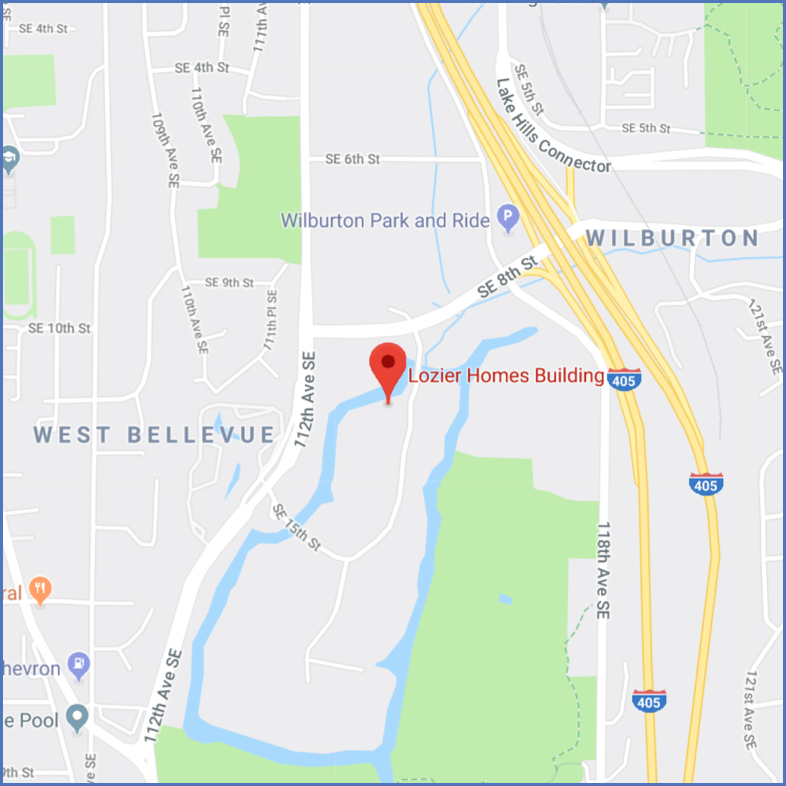 SE 4th St
Pl SE
111th Av
SE 4th St
110th Ave SE
109th Ave SE
SE 5th St
Lake Hills Connector
SE 5th St
SE 6th St
Wilburton Park and Ride
P
WILBURTON
SE 8th St
SE 9th St
110th Ave SE
111th Pl SE
SE 10th St
121st Ave SE
112th Ave SE
Lozier Homes Building
405
WEST BELLEVUE
405
SE 15th St
118th Ave SE
ral
hevron
112th Ave SE
405
121st Ave SE
e Pool
9th St
ve SE